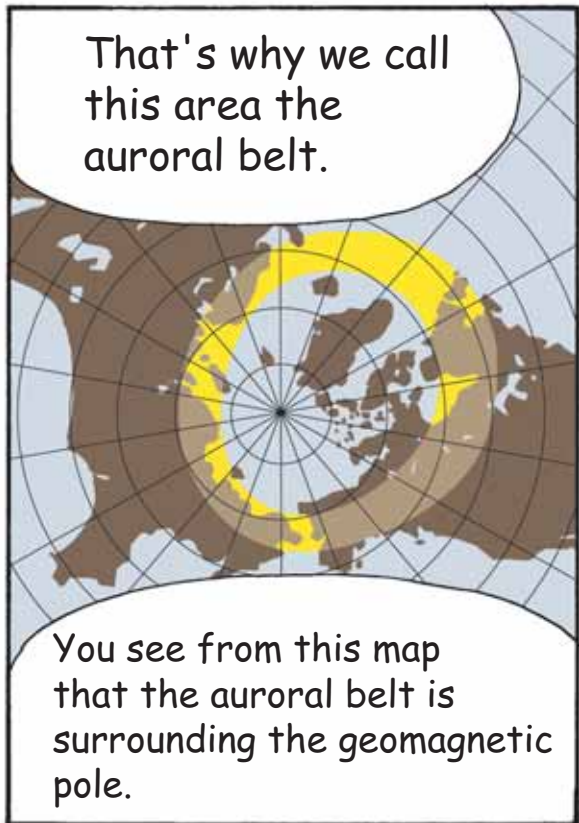 That's why we call
this area the
auroral belt.
You see from this map
that the auroral belt is
surrounding the geomagnetic
pole.